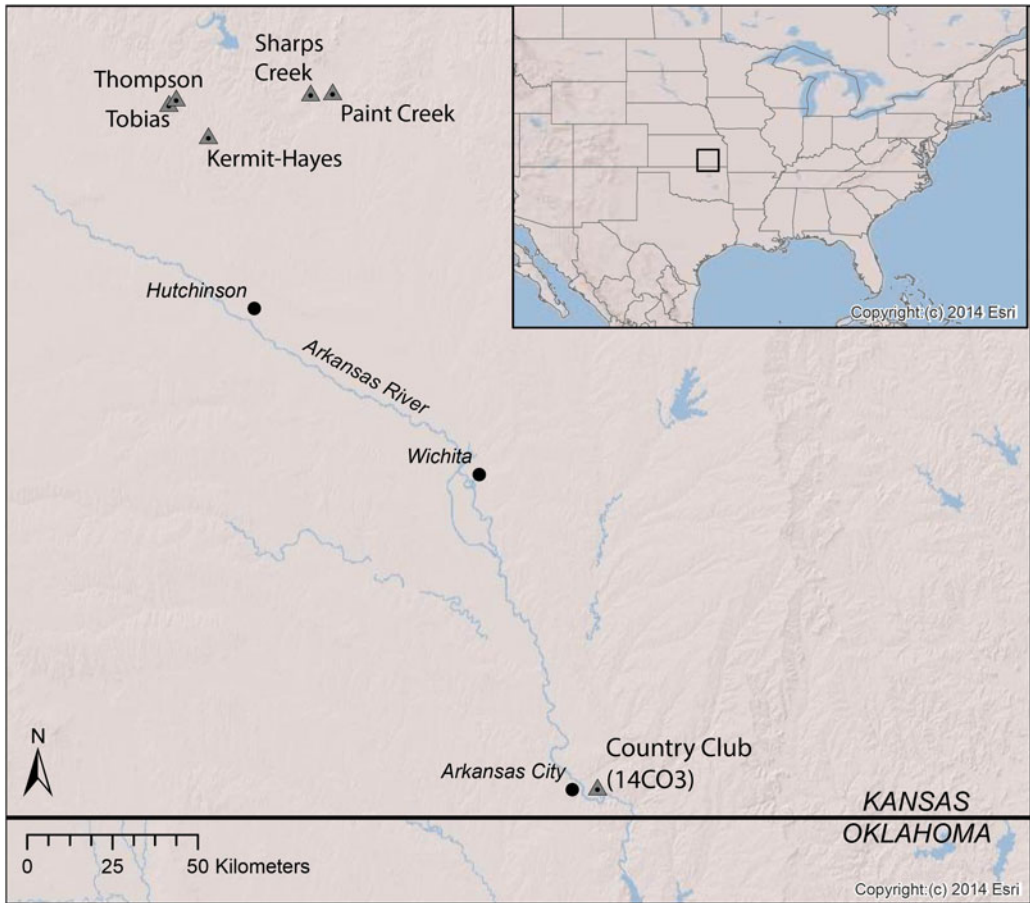 Sharps
Creek
Thompson
Tobias
Paint Creek
Kermit-Hayes
Copyright:(c) 2014 Esri
Hutchinson
Arkansas River
Wichita
Country Club
(14CO3)
Arkansas City
N
KANSAS
OKLAHOMA
0 25 50 Kilometers
Copyright:(c) 2014 Esri